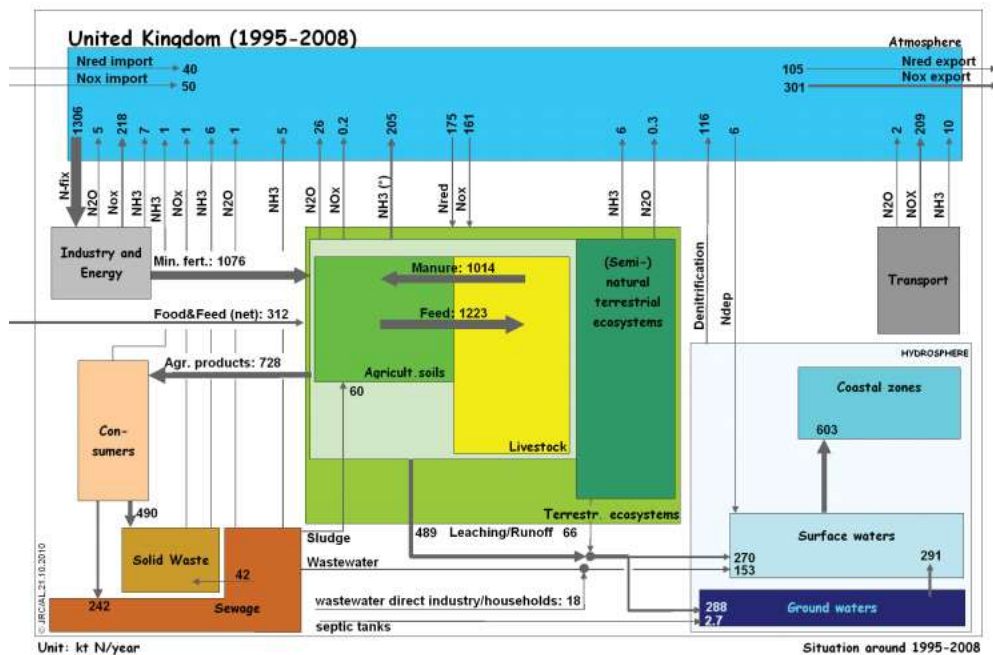 United Kingdom (1995-2008)
Atmosphere
Nred import
40
Nox import
50
105
Nred export
301
Nox export
1306
5
218
7
1
1
6
1
5
26
0.2
205
175
161
6
0.3
116
6
2
209
10
N-fix
N2O
Nox
NH3
NH3
NOx
NH3
N2O
NH3
N2O
NOx
NH3 (*)
Nred
Nox
NH3
N2O
Denitrification
Ndep
N2O
NOX
NH3
Industry and
Energy
Min. fert.: 1076
Manure: 1014
Feed: 1223
Agricult.soils
Livestock
(Semi-)
natural
terrestrial
ecosystems
Transport
Food&Feed (net): 312
Agr. products: 728
60
HYDROSPHERE
Coastal zones
603
Con-
sumers
490
Terrestr. ecosystems
489
Leaching/Runoff
66
Sludge
Solid Waste
42
Wastewater
Surface waters
270
153
291
242
Sewage
wastewater direct industry/households: 18
septic tanks
288
2.7
Ground waters
© JRC/AL.21.10.2010
Unit: kt N/year
Situation around 1995-2008